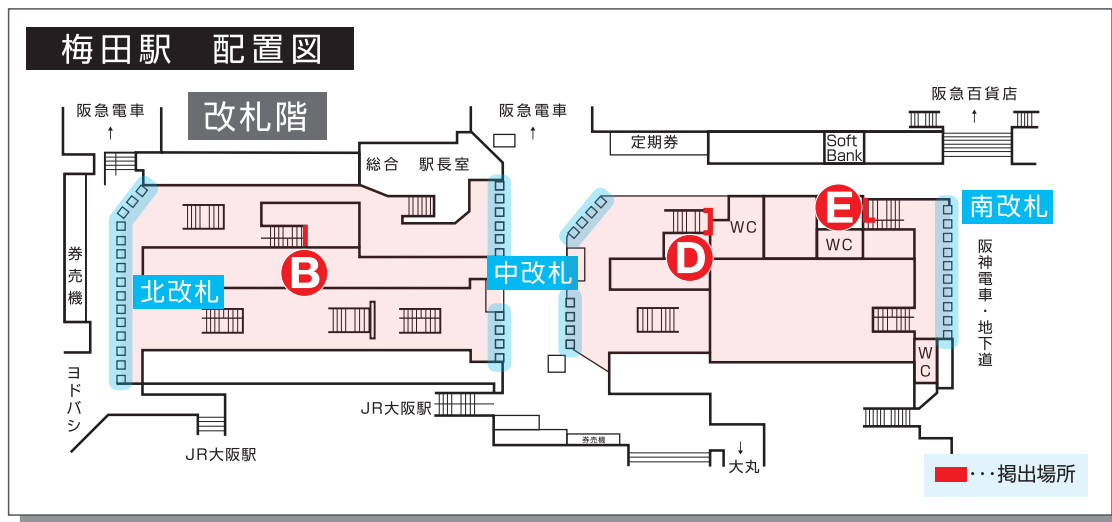 梅田駅　配置図
改札階
阪急電車
↑
阪急電車
↑
阪急百貨店
↑
定期券
Soft
Bank
総合　駅長室
WC
WC
E
南改札
D
B
中改札
北改札
券売機
阪神電車・地下道
WC
ヨドバシ
JR大阪駅
JR大阪駅
券売機
↓
大丸
・・・掲出場所